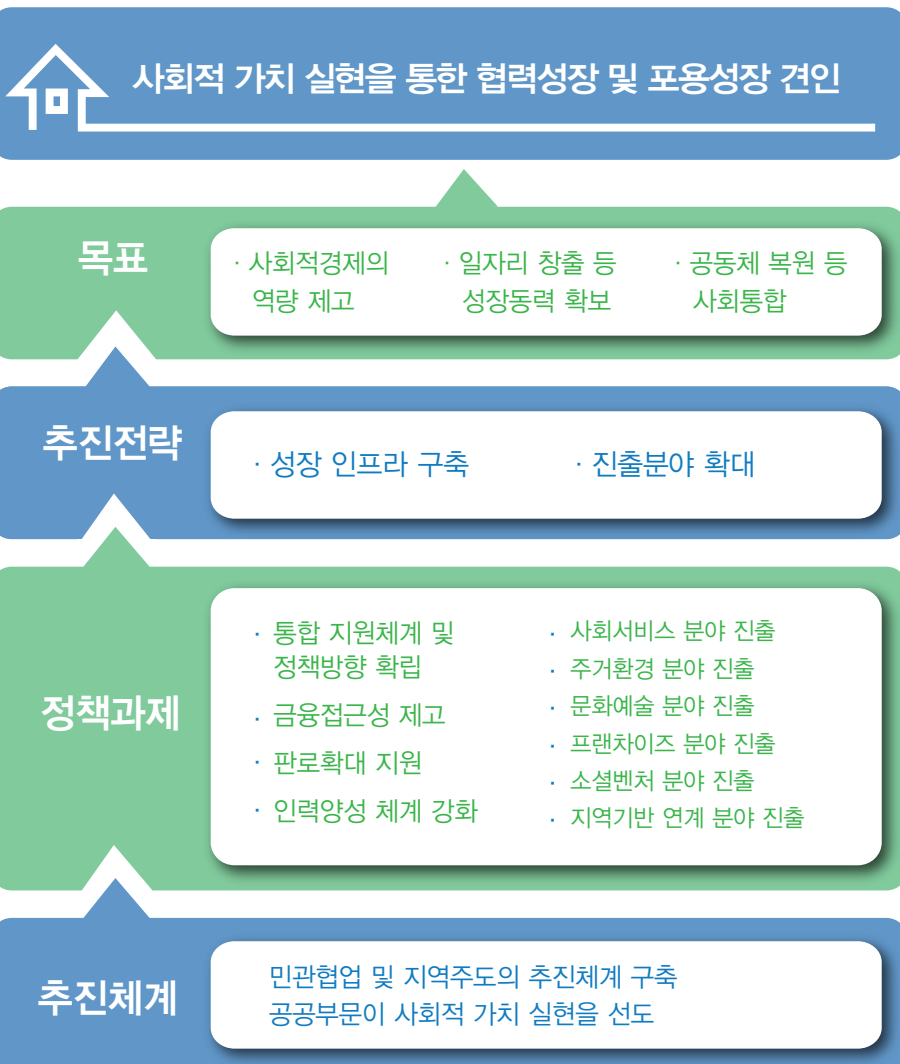 사회적 가치 실현을 통한 협력성장 및 포용성장 견인
목표
· 사회적경제의
역량 제고
· 일자리 창출 등
성장동력 확보
· 공동체 복원 등
사회통합
추진전략
· 성장 인프라 구축
· 진출분야 확대
정책과제
· 통합 지원체계 및
정책방향 확립
· 금융접근성 제고
· 판로확대 지원
· 인력양성 체계 강화
· 사회서비스 분야 진출
· 주거환경 분야 진출
· 문화예술 분야 진출
· 프랜차이즈 분야 진출
· 소셜벤처 분야 진출
· 지역기반 연계 분야 진출
추진체계
민관협업 및 지역주도의 추진체계 구축
공공부문이 사회적 가치 실현을 선도